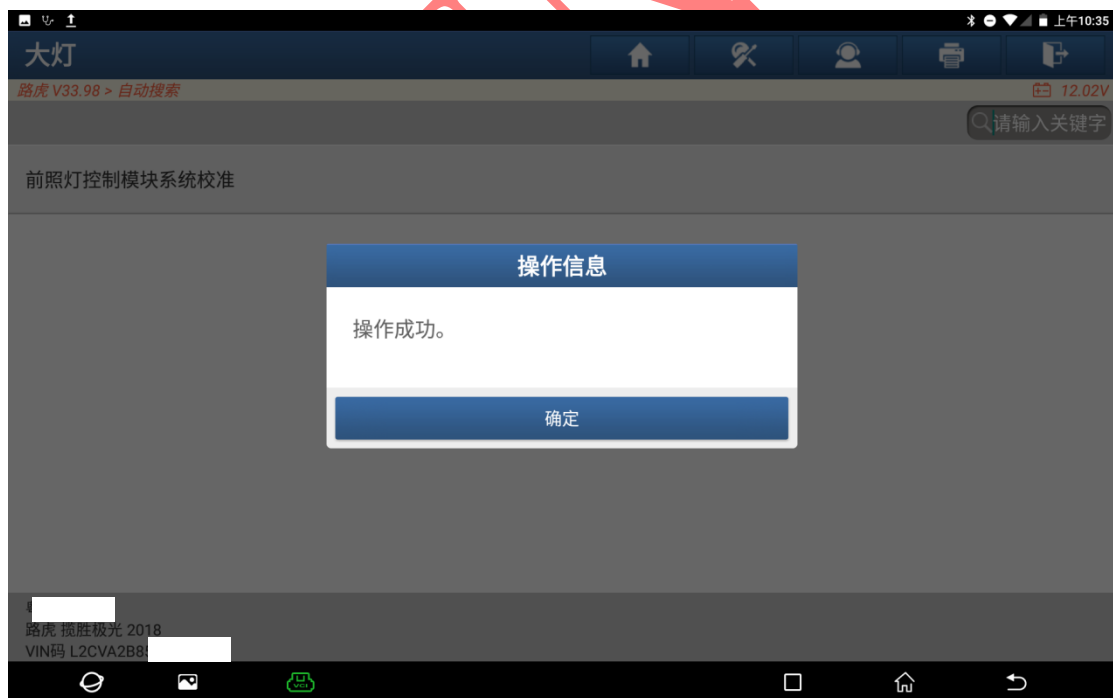 上午10:35
大灯
路虎 V33.98 > 自动搜索
12.02V
请输入关键字
前照灯控制模块系统校准
操作信息
操作成功。
确定
路虎 揽胜极光 2018
VIN码 L2CVA2B8
VCI